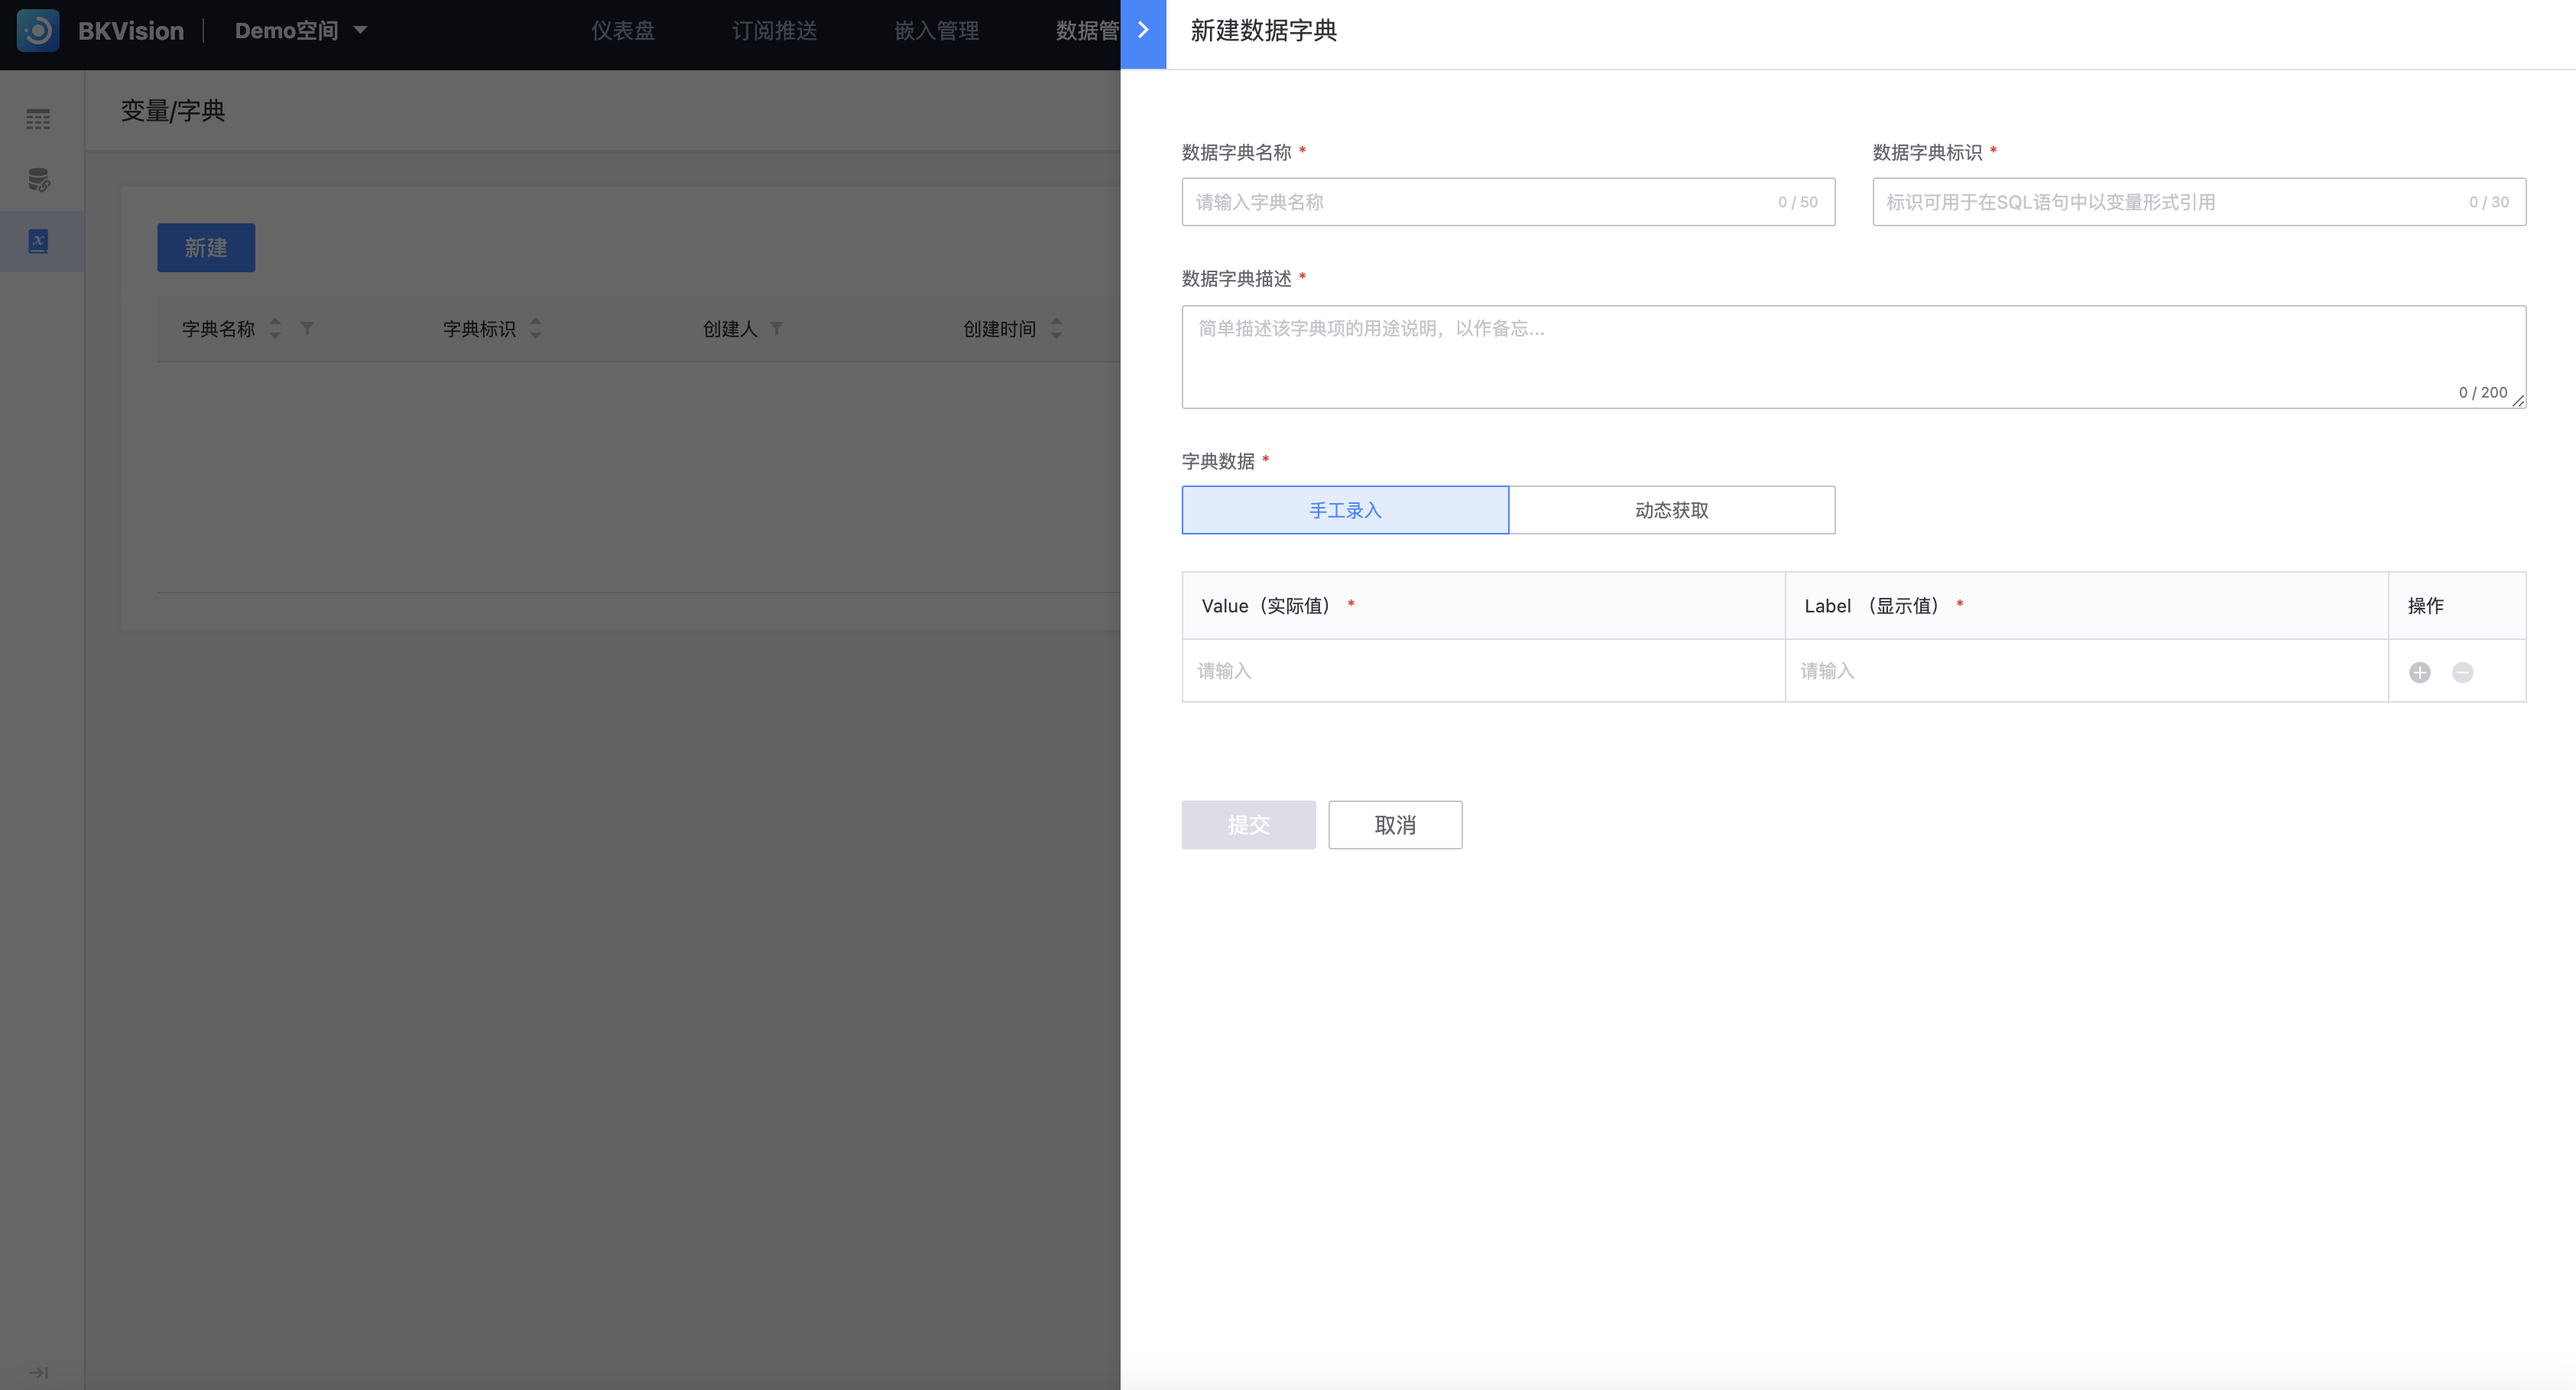 BKVision
Demo空间
仪表盘
订阅推送
嵌入管理
数据管
变量/字典
新建
字典名称
字典标识
创建人
创建时间
新建数据字典
数据字典名称 *
数据字典标识 *
请输入字典名称
0 / 50
标识可用于在SQL语句中以变量形式引用
0 / 30
数据字典描述 *
简单描述该字典项的用途说明，以作备忘...
0 / 200
字典数据 *
手工录入
动态获取
Value（实际值） *
Label （显示值） *
操作
请输入
请输入
提交
取消